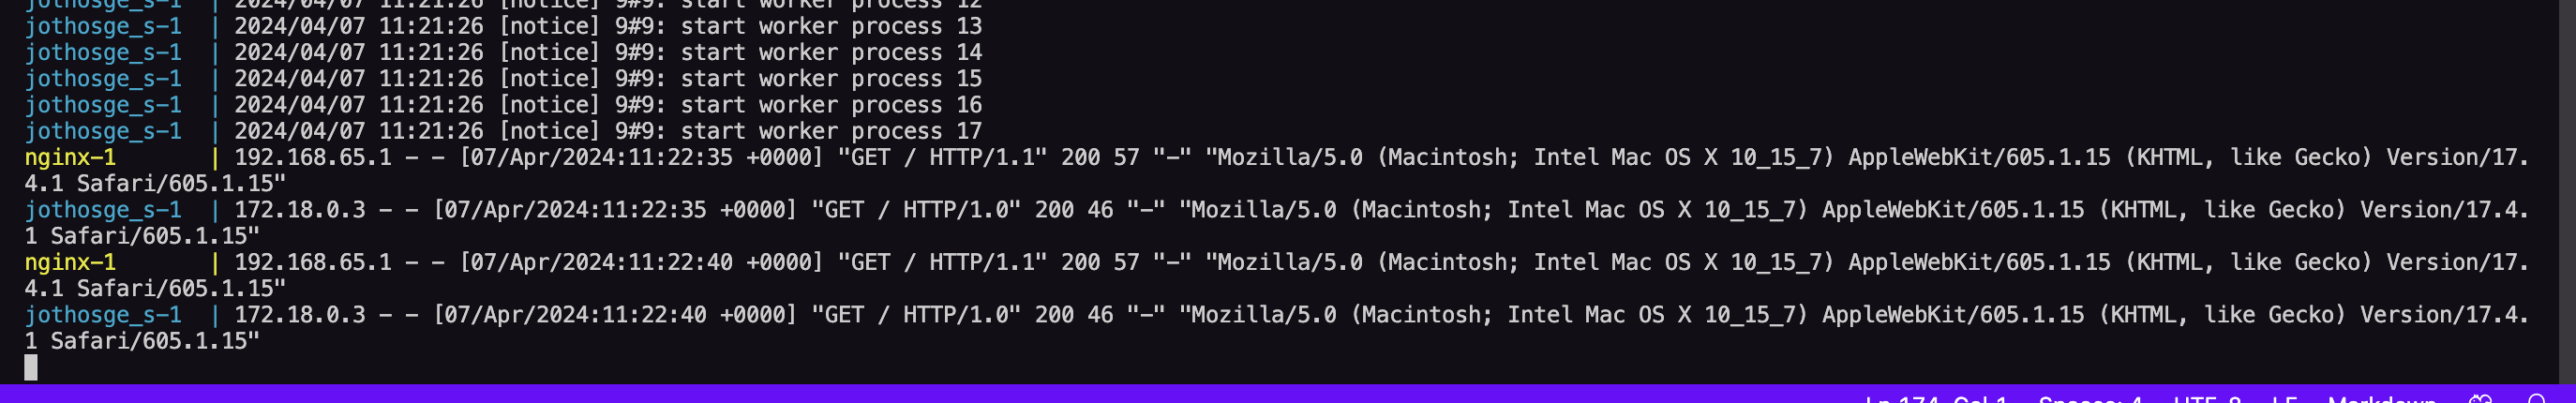 jothosge_s-1  | 2024/04/07 11:21:26 [notice] 9#9: start worker process 12
jothosge_s-1  | 2024/04/07 11:21:26 [notice] 9#9: start worker process 13
jothosge_s-1  | 2024/04/07 11:21:26 [notice] 9#9: start worker process 14
jothosge_s-1  | 2024/04/07 11:21:26 [notice] 9#9: start worker process 15
jothosge_s-1  | 2024/04/07 11:21:26 [notice] 9#9: start worker process 16
jothosge_s-1  | 2024/04/07 11:21:26 [notice] 9#9: start worker process 17
nginx-1       | 192.168.65.1 - - [07/Apr/2024:11:22:35 +0000] "GET / HTTP/1.1" 200 57 "-" "Mozilla/5.0 (Macintosh; Intel Mac OS X 10_15_7) AppleWebKit/605.1.15 (KHTML, like Gecko) Version/17.
4.1 Safari/605.1.15"
jothosge_s-1  | 172.18.0.3 - - [07/Apr/2024:11:22:35 +0000] "GET / HTTP/1.0" 200 46 "-" "Mozilla/5.0 (Macintosh; Intel Mac OS X 10_15_7) AppleWebKit/605.1.15 (KHTML, like Gecko) Version/17.4.
1 Safari/605.1.15"
nginx-1       | 192.168.65.1 - - [07/Apr/2024:11:22:40 +0000] "GET / HTTP/1.1" 200 57 "-" "Mozilla/5.0 (Macintosh; Intel Mac OS X 10_15_7) AppleWebKit/605.1.15 (KHTML, like Gecko) Version/17.
4.1 Safari/605.1.15"
jothosge_s-1  | 172.18.0.3 - - [07/Apr/2024:11:22:40 +0000] "GET / HTTP/1.0" 200 46 "-" "Mozilla/5.0 (Macintosh; Intel Mac OS X 10_15_7) AppleWebKit/605.1.15 (KHTML, like Gecko) Version/17.4.
1 Safari/605.1.15"
Ln 174, Col 1 Spaces: 4 UTF-8 LF Markdown